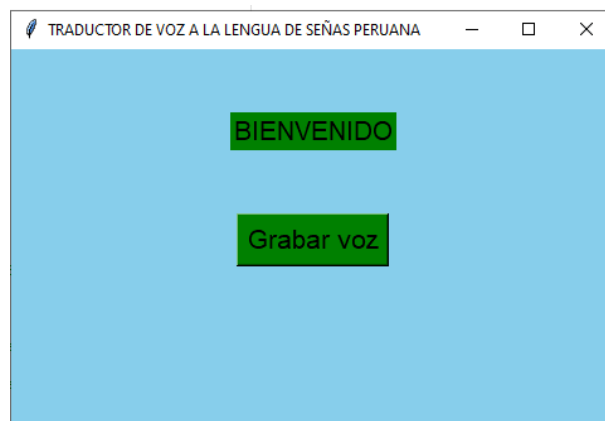 TRADUCTOR DE VOZ A LA LENGUA DE SEÑAS PERUANA
BIENVENIDO
Grabar voz